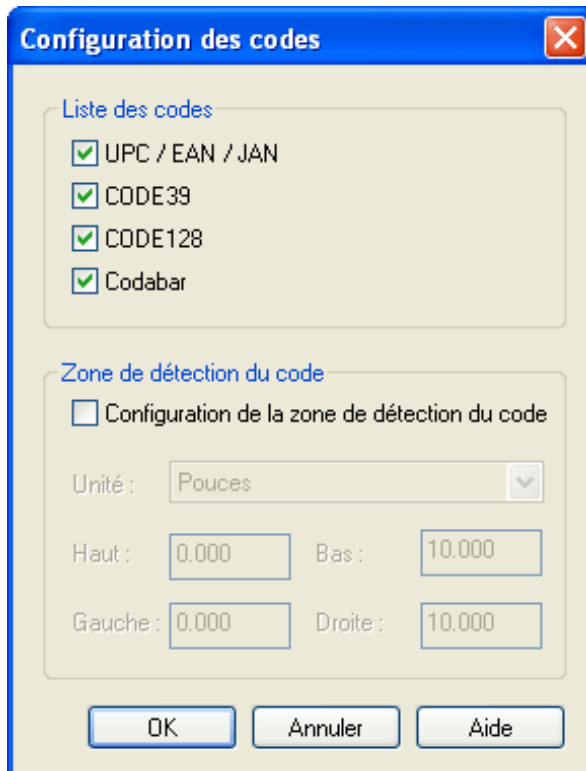 Configuration des codes
Liste des codes
UPC / EAN / JAN
CODE39
CODE128
Codabar
Zone de détection du code
Configuration de la zone de détection du code
Unité : Pouces
Haut : 0.000 Bas : 10.000
Gauche : 0.000 Droite : 10.000
OK Annuler Aide